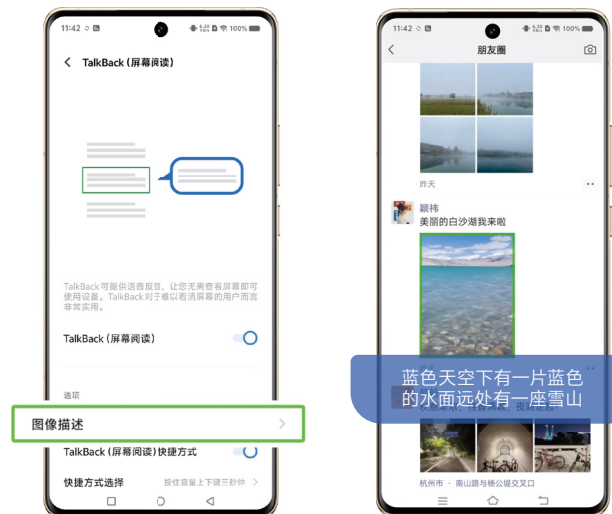 11:42
100%
TalkBack (屏幕阅读)
TalkBack可提供语音反馈，让您无需查看屏幕即可
使用设备。TalkBack对于难以看清屏幕的用户而言
非常实用。
TalkBack (屏幕阅读)
选项
图像描述
TalkBack (屏幕阅读)快捷方式
快捷方式选择
按住音量上下键三秒钟
11:42
100%
朋友圈
昨天
颖祎
美丽的白沙湖我来啦
蓝色天空下有一片蓝色
的水面远处有一座雪山
杭州市 · 南山路与杨公堤交叉口